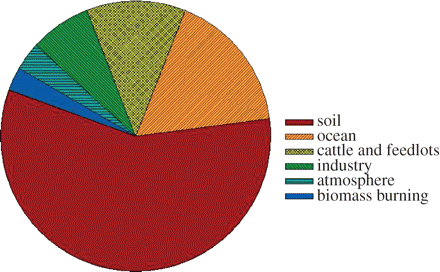 soil
ocean
cattle and feedlots
industry
atmosphere
biomass burning